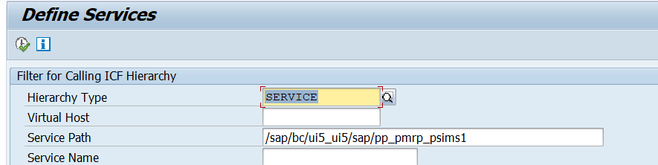 Define Services
Filter for Calling ICF Hierarchy
Hierarchy Type SERVICE
Virtual Host
Service Path /sap/bc/ui5_ui5/sap/pp_pmrp_psims1
Service Name